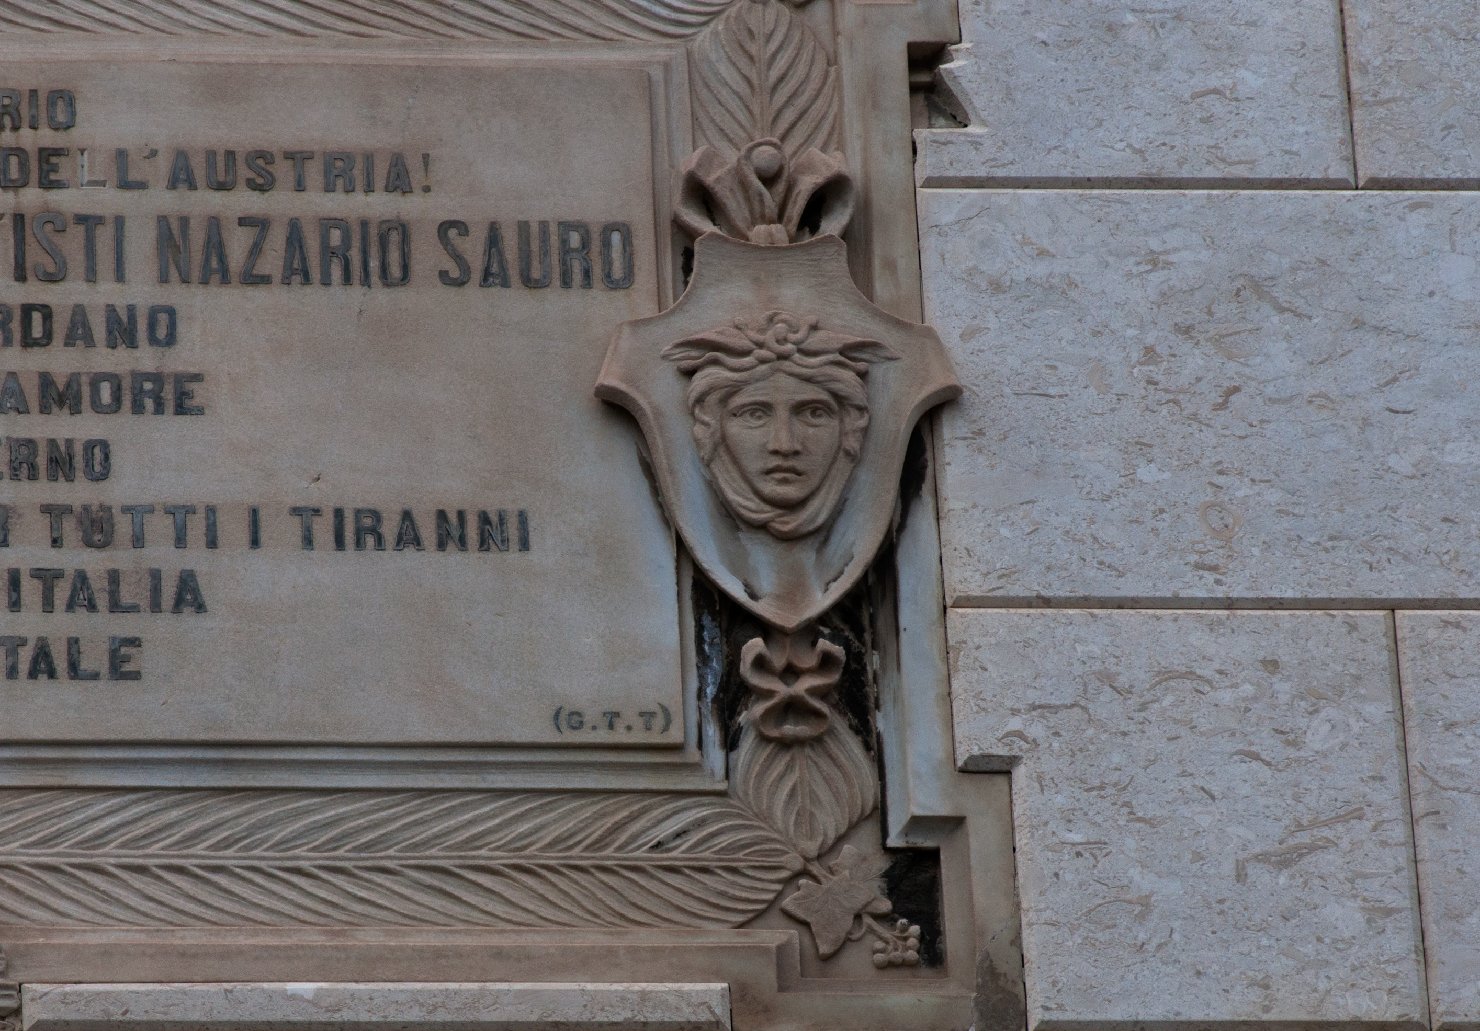 RIO
DELL'AUSTRIA!
ISTI NAZARIO SAURO
RDANO
AMORE
ERNO
TUTTI I TIRANNI
ITALIA
TALE
(G.T.T)